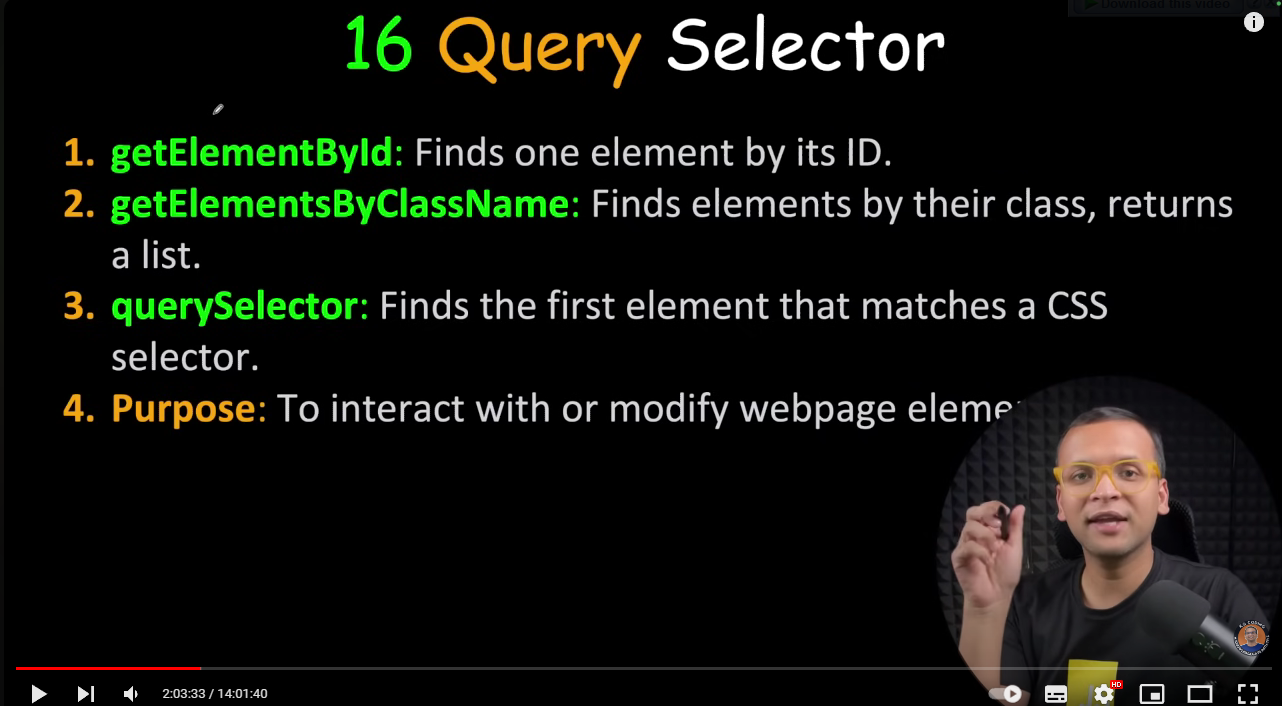 Download this video
16 Query Selector
1. getElementById: Finds one element by its ID.
2. getElementsByClassName: Finds elements by their class, returns
a list.
3. querySelector: Finds the first element that matches a CSS
selector.
4. Purpose: To interact with or modify webpage eleme
2:03:33 / 14:01:40
HD